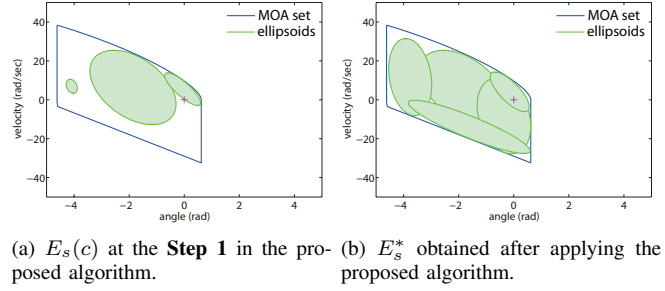 40
20
0
−20
−40
velocity (rad/sec)
MOA set
ellipsoids
−4
−2
0
2
4
angle (rad)
40
20
0
−20
−40
velocity (rad/sec)
MOA set
ellipsoids
−4
−2
0
2
4
angle (rad)
(a) E_s(c) at the Step 1 in the pro-
posed algorithm.
(b) E_s^* obtained after applying the
proposed algorithm.